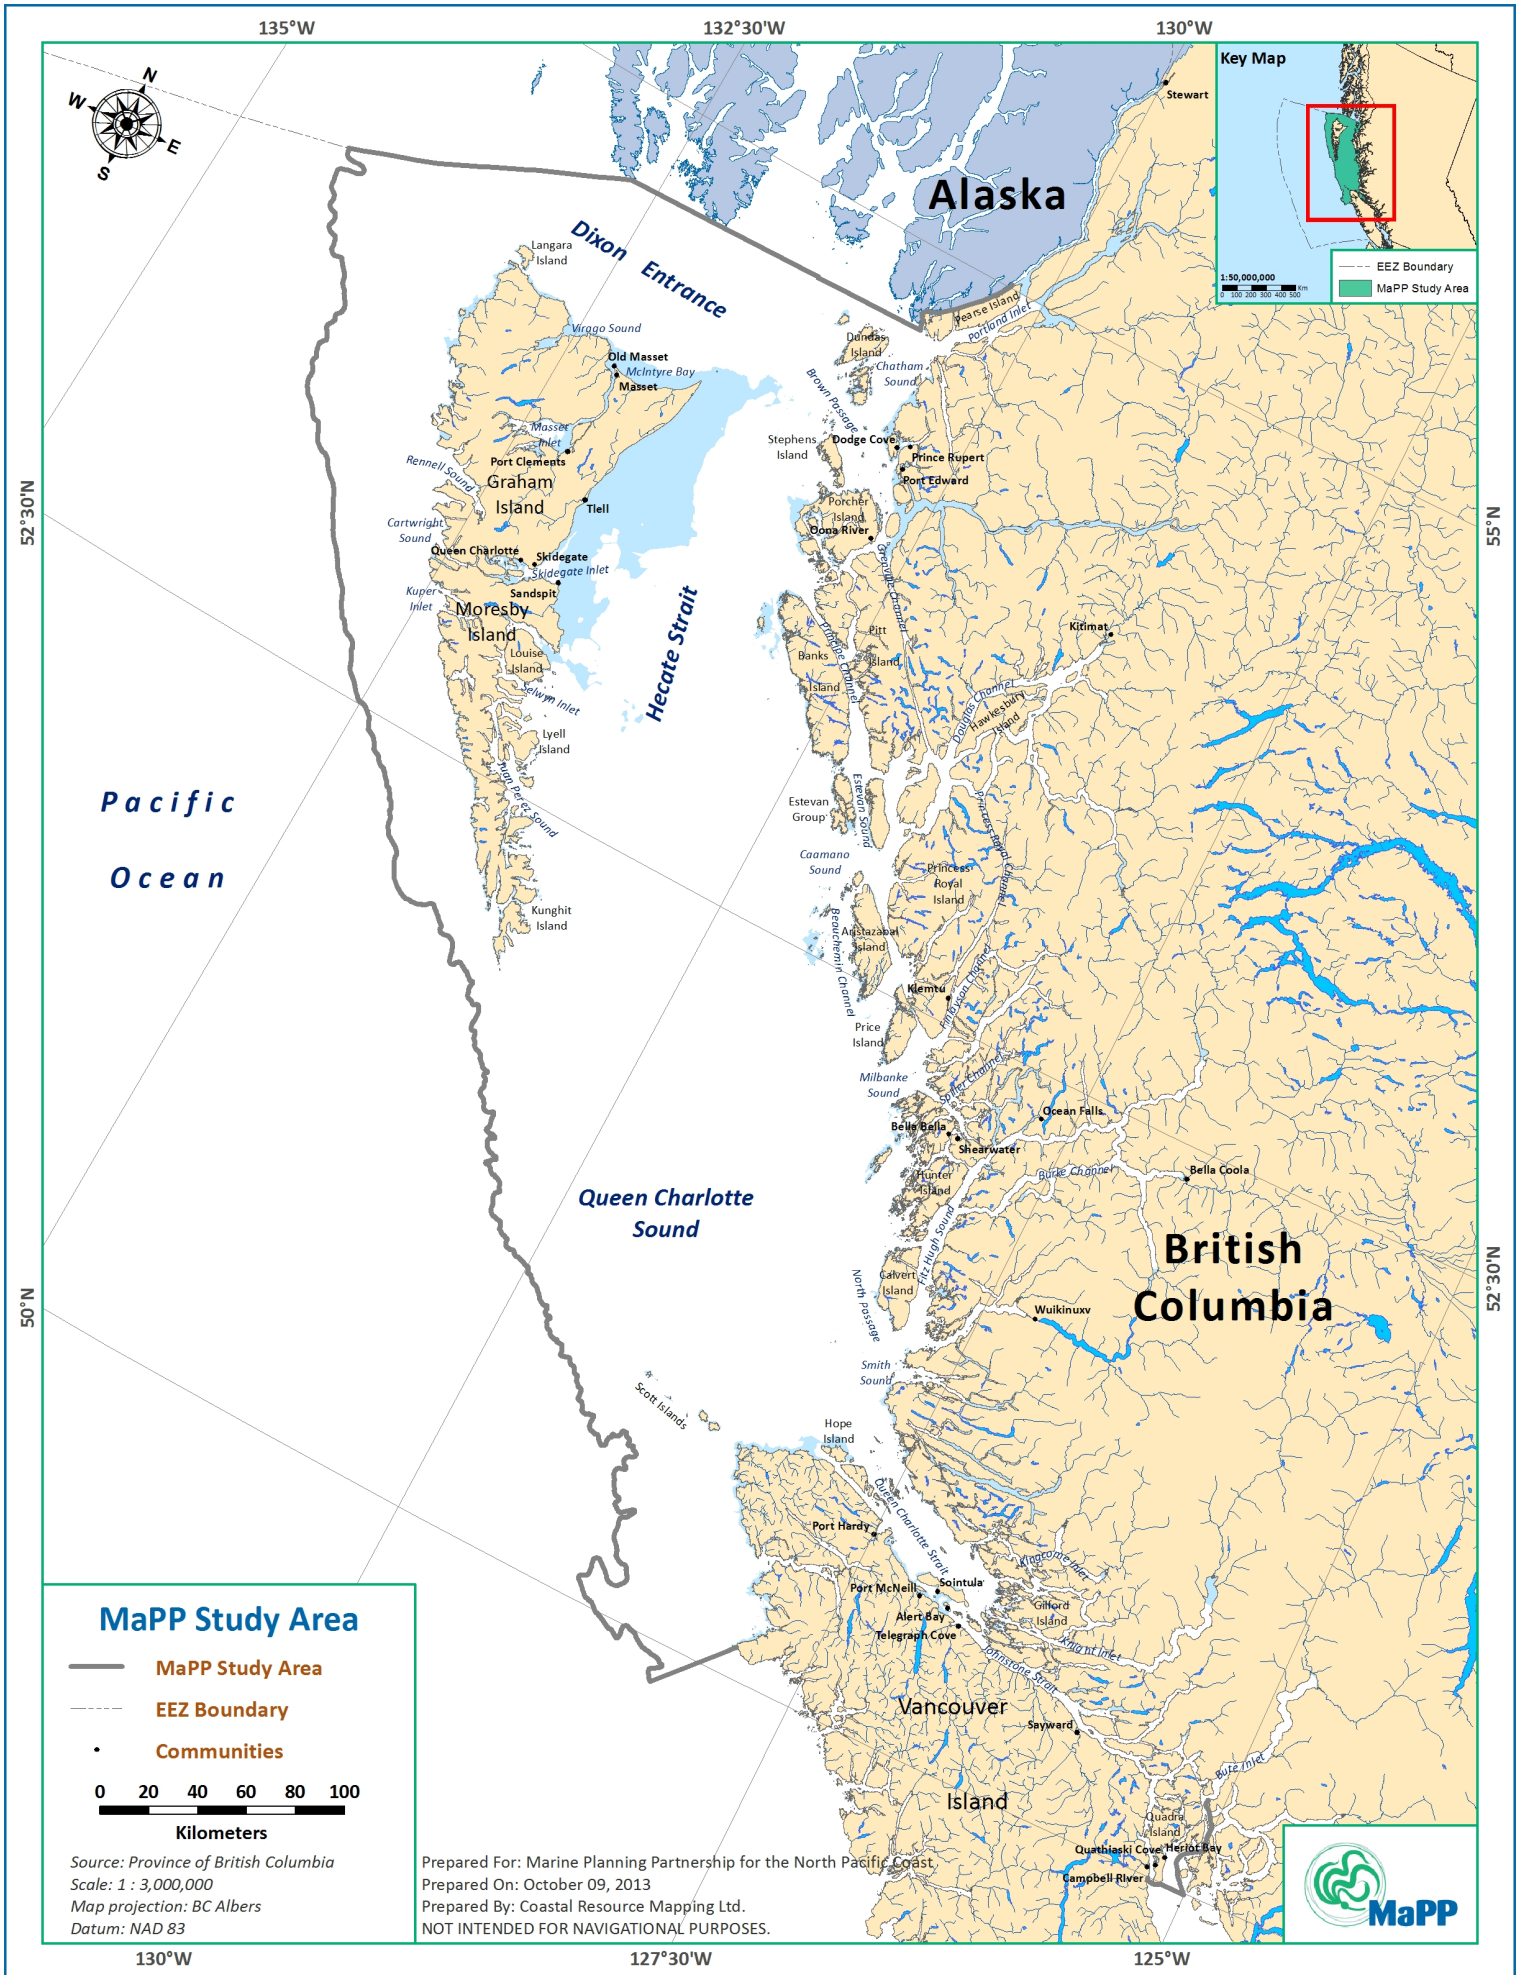 135°W
132°30'W
130°W
N
W
E
S
Key Map
1:50,000,000
0 100 200 300 400 500 Km
EEZ Boundary
MaPP Study Area
Stewart
Alaska
Dixon Entrance
Langara
Island
Pearse Island
Portland Inlet
Virago Sound
Dundas
Island
Old Masset
McIntyre Bay
Masset
Chatham
Sound
Brown Passage
Masset
Inlet
Stephens
Island
Dodge Cove
Prince Rupert
Port Clements
Rennell Sound
Port Edward
Graham
Island
Tlell
Porcher
Island
Oona River
52°30'N
55°N
Cartwright
Sound
Queen Charlotte
Skidegate
Skidegate Inlet
Grenville Channel
Kuper
Inlet
Sandspit
Moresby
Island
Hecate Strait
Principe Channel
Pitt
Island
Kitimat
Louise
Island
Banks
Island
Selwyn Inlet
Douglas Channel
Hawkesbury
Island
Lyell
Island
Juan Perez Sound
Pacific
Ocean
Estevan
Group
Estevan Sound
Princess Royal Channel
Caamano
Sound
Princess
Royal
Island
Kunghit
Island
Beauchemin Channel
Aristazabal
Island
Klemtu
Finlayson Channel
Price
Island
Milbanke
Sound
Spiller Channel
Ocean Falls
Bella Bella
Shearwater
Burke Channel
Bella Coola
Hunter
Island
Queen Charlotte
Sound
Fitz Hugh Sound
British
Columbia
Calvert
Island
North Passage
Wuikinuxv
50°N
52°30'N
Smith
Sound
Scott Islands
Hope
Island
Queen Charlotte Strait
Port Hardy
Kingcome Inlet
Port McNeill
Sointula
Gilford
Island
Alert Bay
Telegraph Cove
Knight Inlet
Johnstone Strait
Vancouver
Island
Sayward
Bute Inlet
Quadra
Island
Quathiaski Cove
Heriot Bay
Campbell River
MaPP Study Area
MaPP Study Area
EEZ Boundary
Communities
0 20 40 60 80 100
Kilometers
Source: Province of British Columbia
Scale: 1 : 3,000,000
Map projection: BC Albers
Datum: NAD 83
Prepared For: Marine Planning Partnership for the North Pacific Coast
Prepared On: October 09, 2013
Prepared By: Coastal Resource Mapping Ltd.
NOT INTENDED FOR NAVIGATIONAL PURPOSES.
MaPP
130°W
127°30'W
125°W